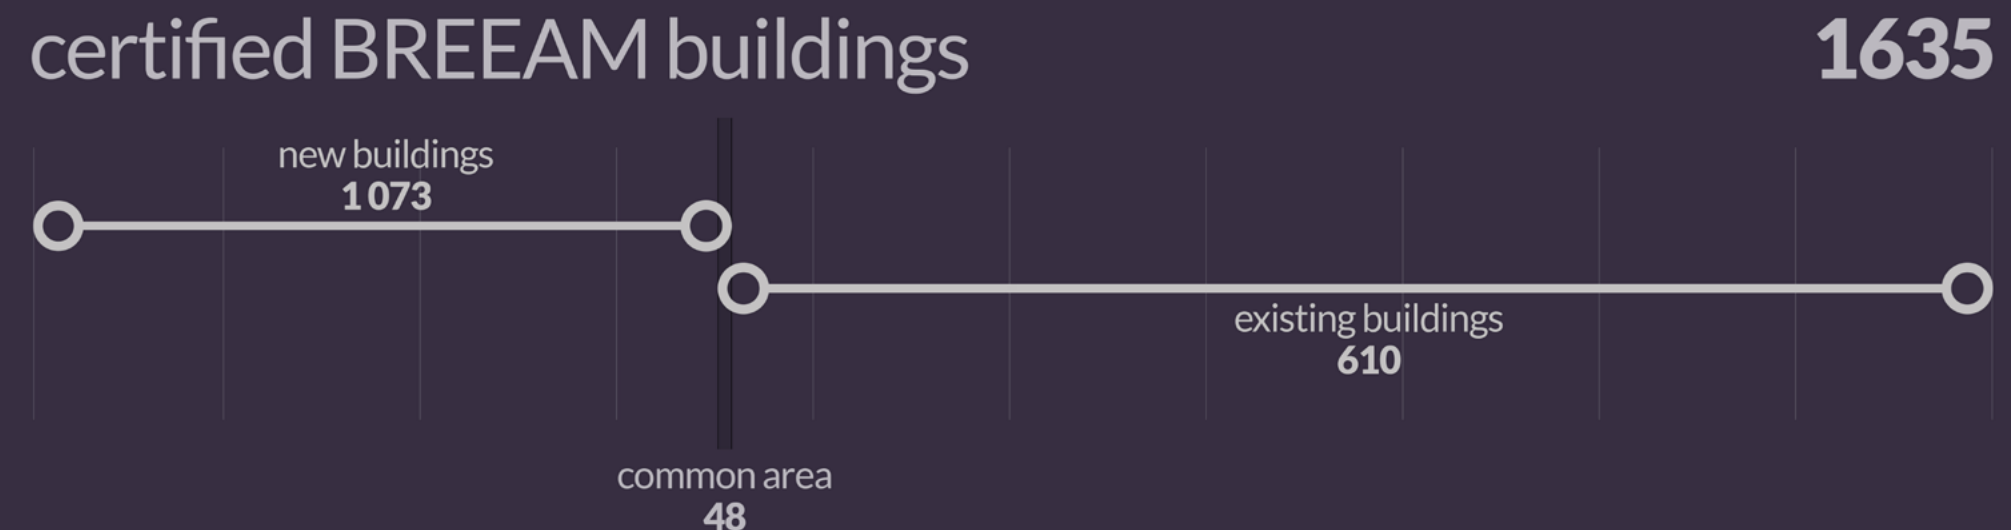 certified BREEAM buildings 1635
new buildings
1 073
existing buildings
610
common area
48